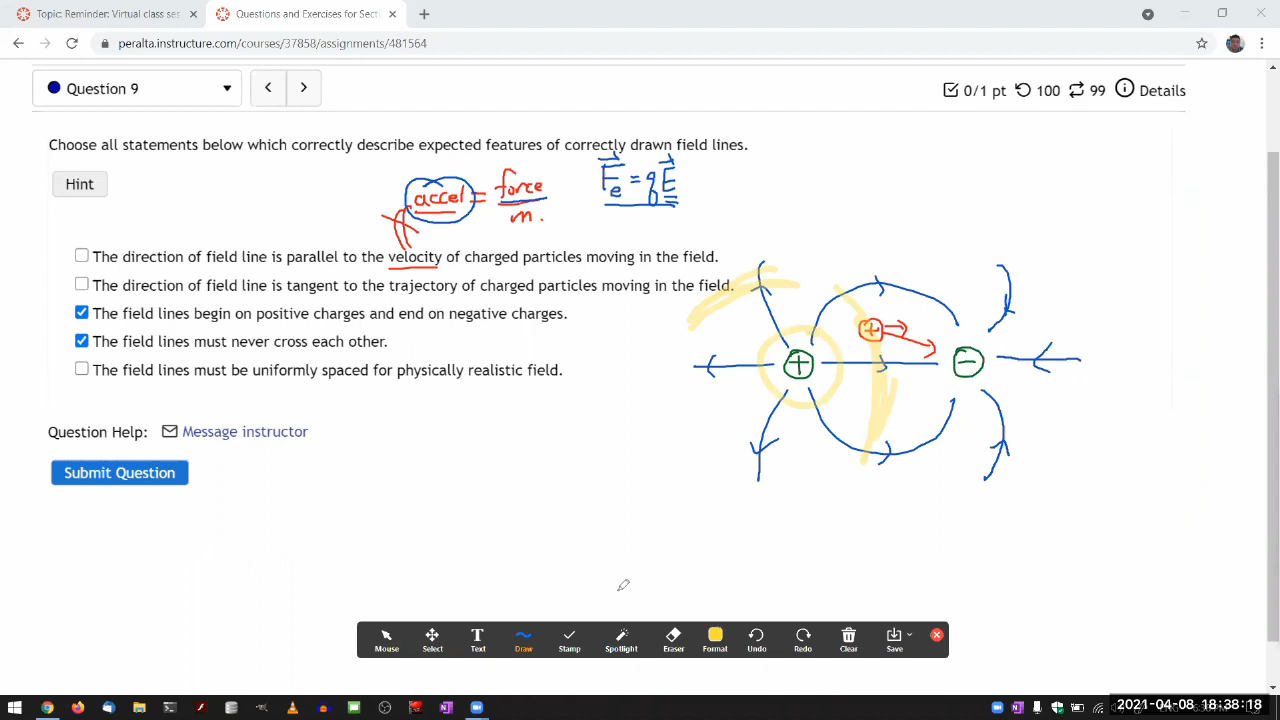 Topic: Reminder: Virtual class ses
Questions and Exercises for Secti
peralta.instructure.com/courses/37858/assignments/481564
Question 9
0/1 pt 100 99 Details
Choose all statements below which correctly describe expected features of correctly drawn field lines.
Hint
accel = force
m.
Fe = qE
The direction of field line is parallel to the velocity of charged particles moving in the field.
The direction of field line is tangent to the trajectory of charged particles moving in the field.
The field lines begin on positive charges and end on negative charges.
The field lines must never cross each other.
The field lines must be uniformly spaced for physically realistic field.
+
+
−
Question Help: Message instructor
Submit Question
Mouse Select Text Draw Stamp Spotlight Eraser Format Undo Redo Clear Save
2021-04-08 18:38:18